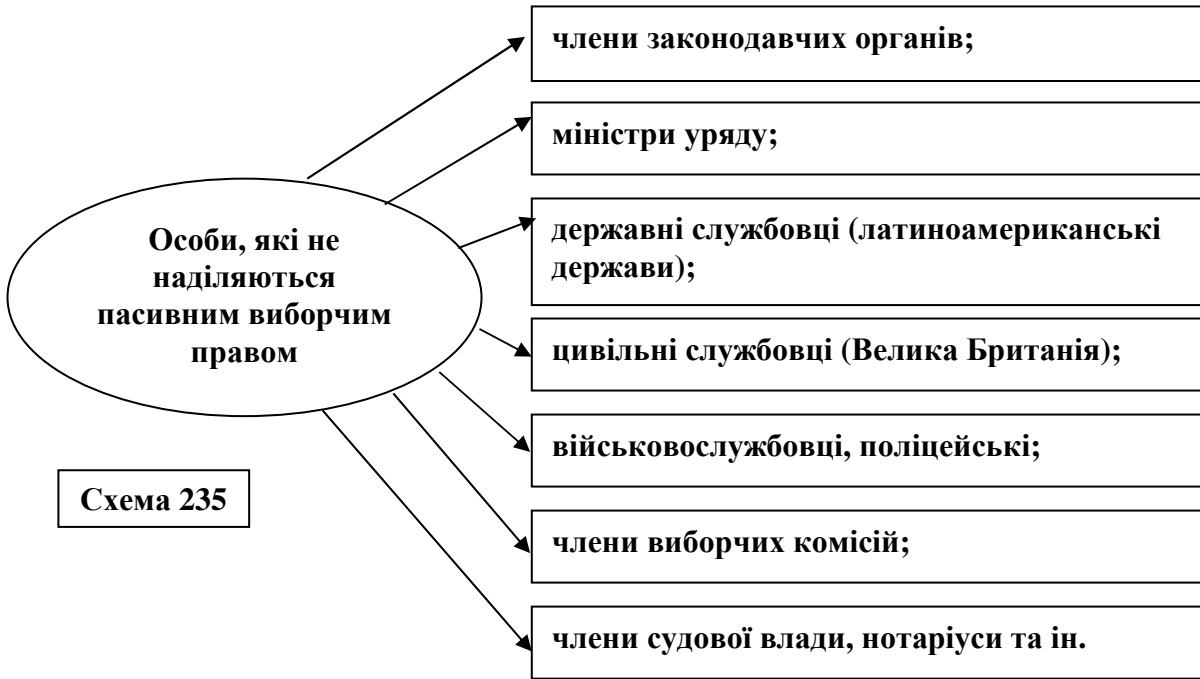 члени законодавчих органів;
міністри уряду;
Особи, які не
наділяються
пасивним виборчим
правом
державні службовці (латиноамериканські
держави);
цивільні службовці (Велика Британія);
військовослужбовці, поліцейські;
Схема 235
члени виборчих комісій;
члени судової влади, нотаріуси та ін.